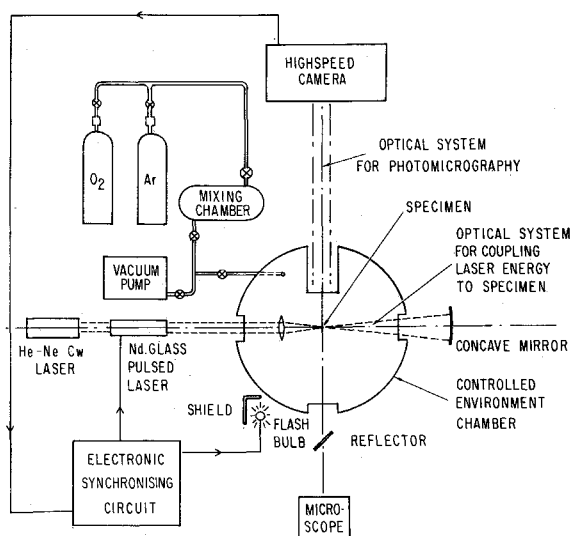 HIGHSPEED
CAMERA
O2
Ar
MIXING
CHAMBER
OPTICAL SYSTEM
FOR PHOTOMICROGRAPHY
SPECIMEN
OPTICAL SYSTEM
FOR COUPLING
LASER ENERGY
TO SPECIMEN
VACUUM
PUMP
He-Ne Cw
LASER
Nd.GLASS
PULSED
LASER
CONCAVE MIRROR
CONTROLLED
ENVIRONMENT
CHAMBER
SHIELD
FLASH
BULB
REFLECTOR
ELECTRONIC
SYNCHRONISING
CIRCUIT
MICRO-
SCOPE